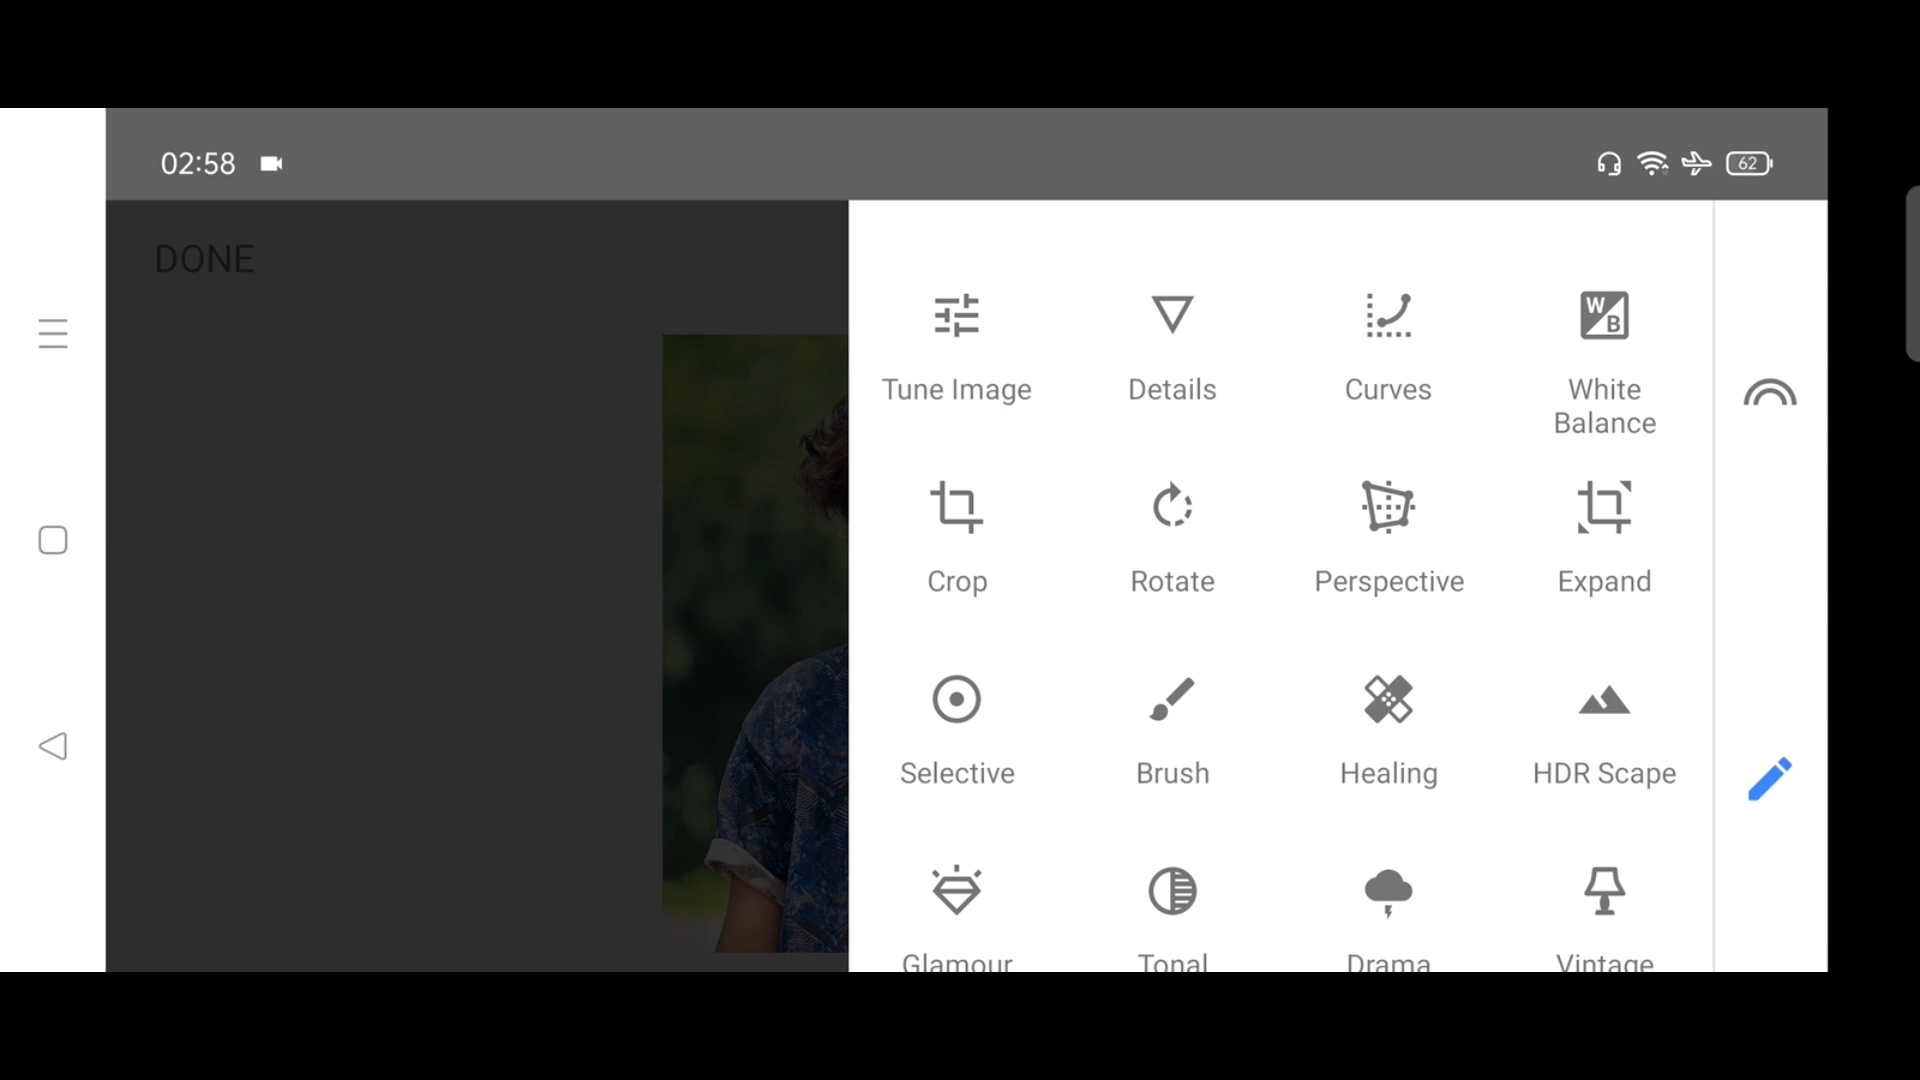 02:58
62
DONE
Tune Image
Details
Curves
W
B
White
Balance
Crop
Rotate
Perspective
Expand
Selective
Brush
Healing
HDR Scape
Glamour
Tonal
Drama
Vintage